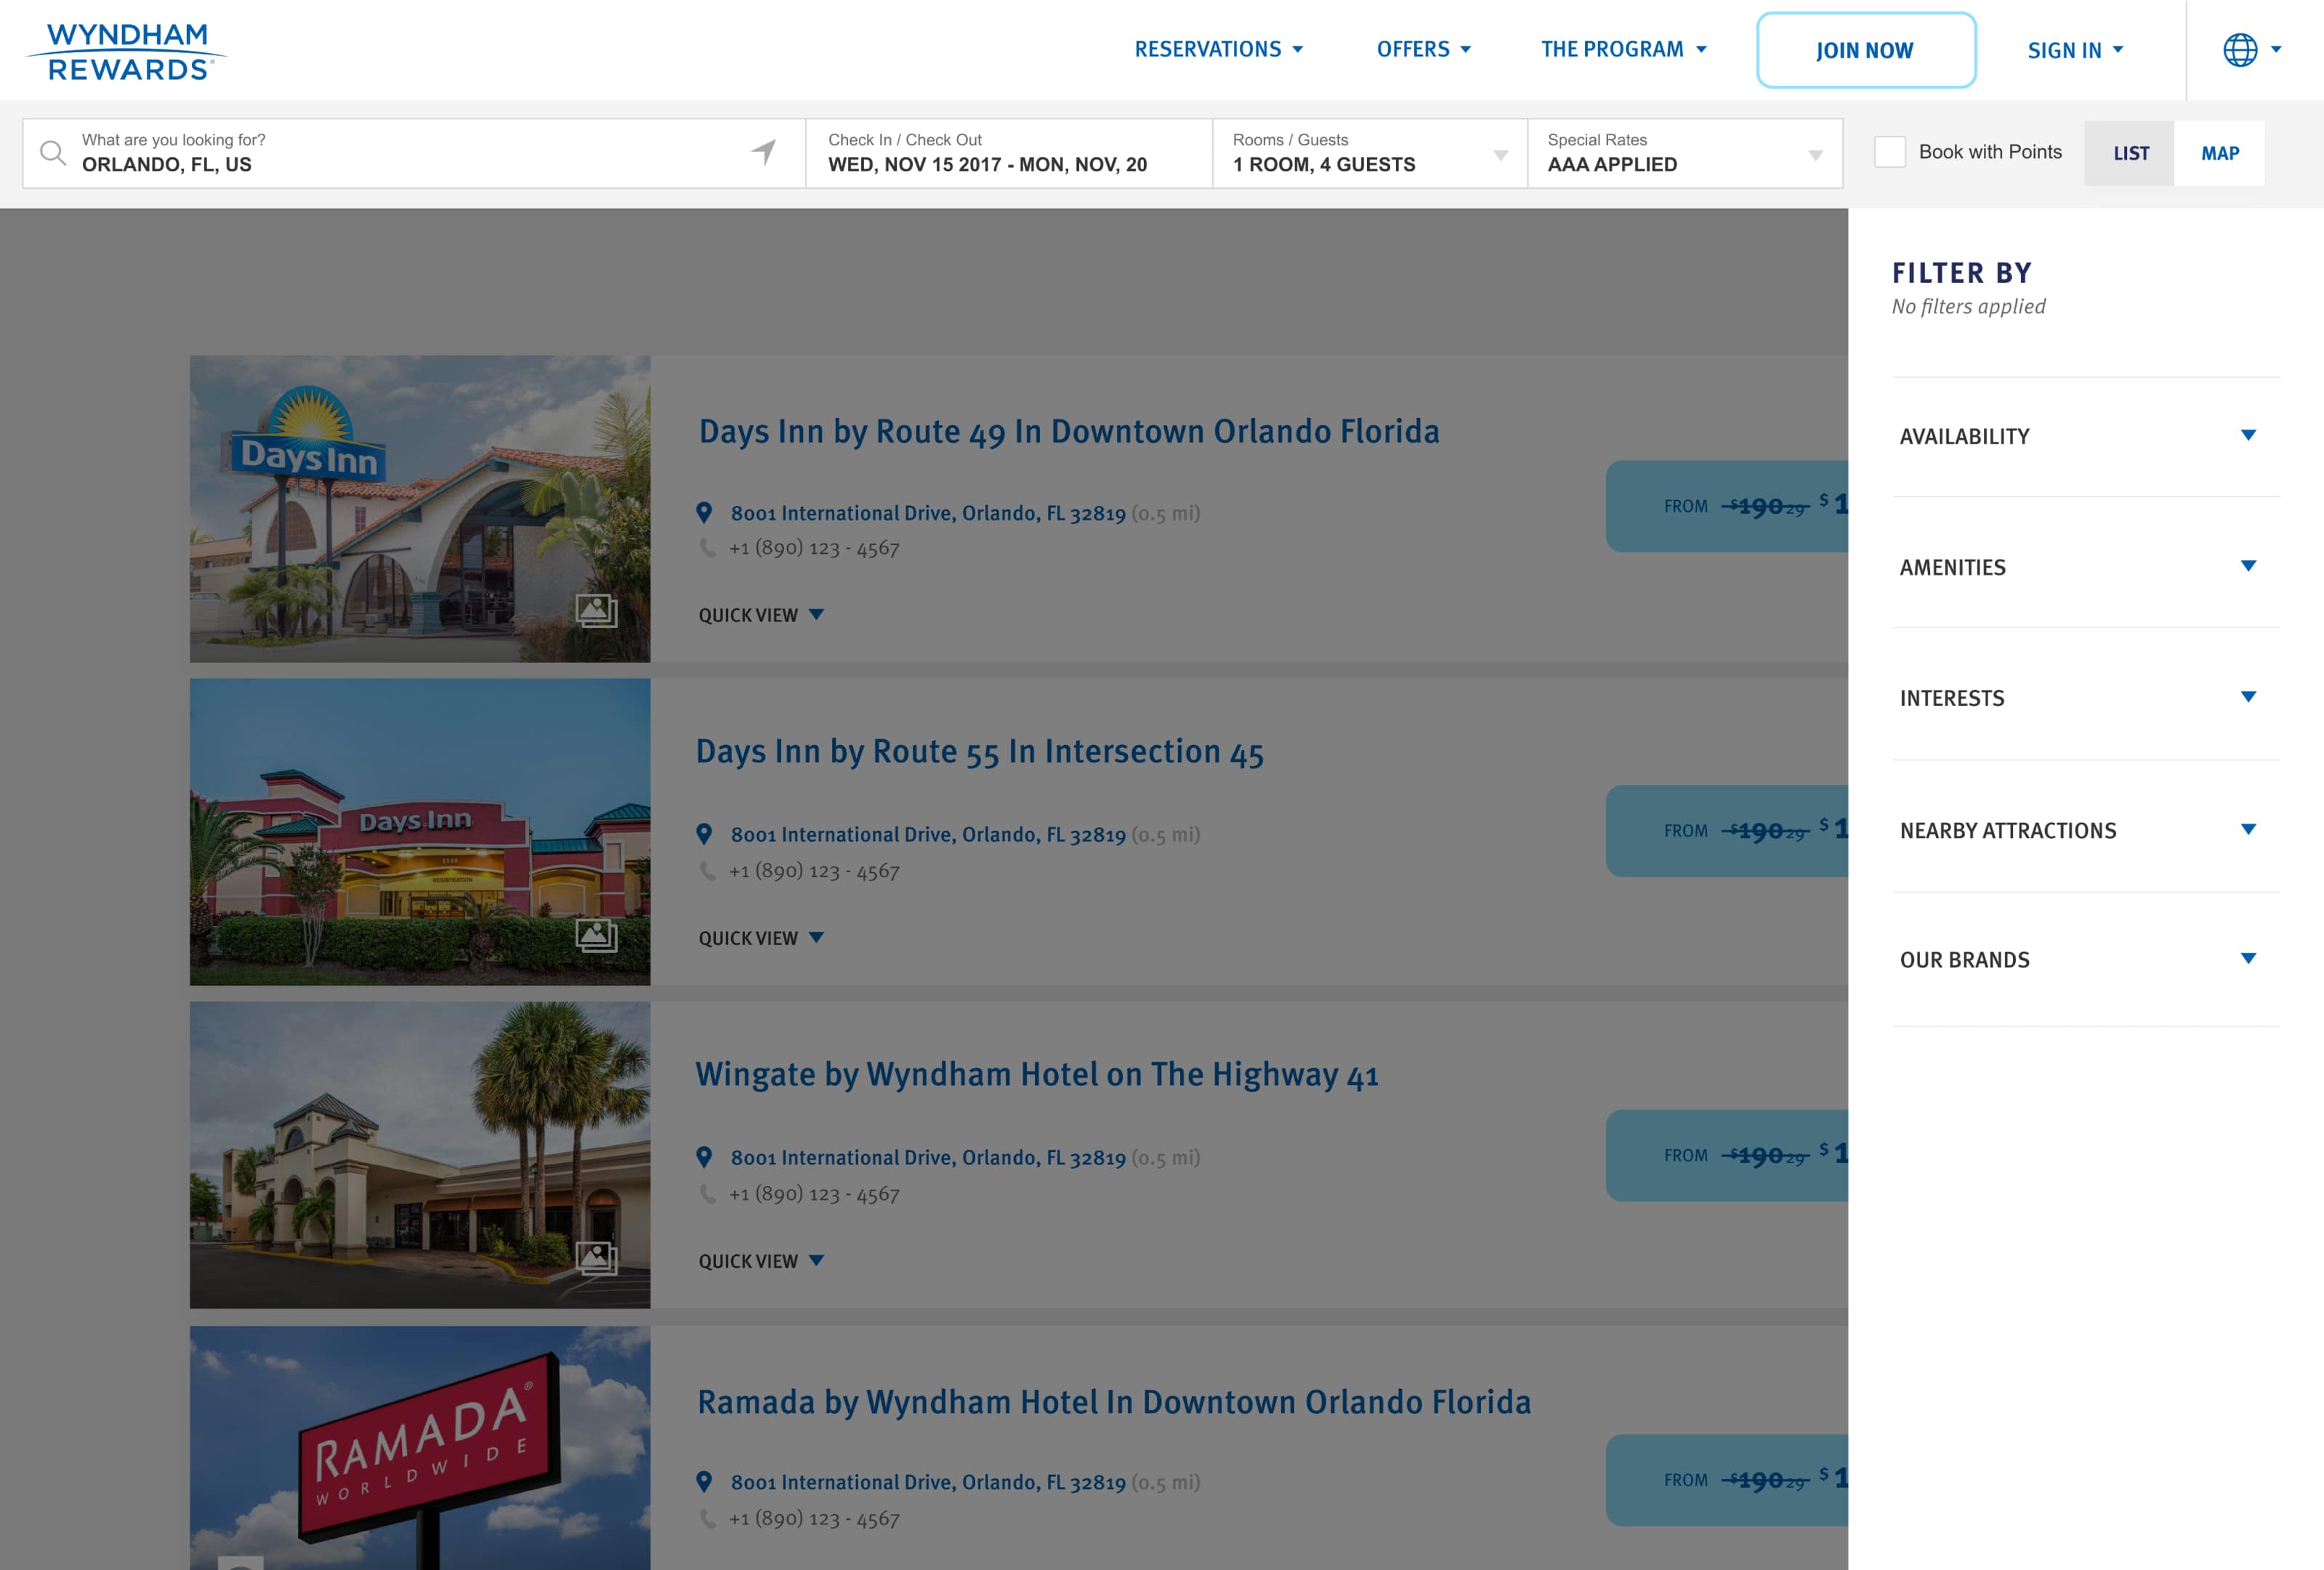 WYNDHAM
REWARDS®
RESERVATIONS
OFFERS
THE PROGRAM
JOIN NOW
SIGN IN
What are you looking for?
ORLANDO, FL, US
Check In / Check Out
WED, NOV 15 2017 - MON, NOV, 20
Rooms / Guests
1 ROOM, 4 GUESTS
Special Rates
AAA APPLIED
Book with Points
LIST
MAP
FILTER BY
No filters applied
AVAILABILITY
AMENITIES
INTERESTS
NEARBY ATTRACTIONS
OUR BRANDS
Days Inn
Days Inn by Route 49 In Downtown Orlando Florida
8001 International Drive, Orlando, FL 32819 (0.5 mi)
+1 (890) 123 - 4567
QUICK VIEW
FROM $190 29 $ 1
Days Inn
REGISTRATION
Days Inn by Route 55 In Intersection 45
8001 International Drive, Orlando, FL 32819 (0.5 mi)
+1 (890) 123 - 4567
QUICK VIEW
FROM $190 29 $ 1
Wingate by Wyndham Hotel on The Highway 41
8001 International Drive, Orlando, FL 32819 (0.5 mi)
+1 (890) 123 - 4567
QUICK VIEW
FROM $190 29 $ 1
RAMADA®
WORLDWIDE
Ramada by Wyndham Hotel In Downtown Orlando Florida
8001 International Drive, Orlando, FL 32819 (0.5 mi)
+1 (890) 123 - 4567
FROM $190 29 $ 1